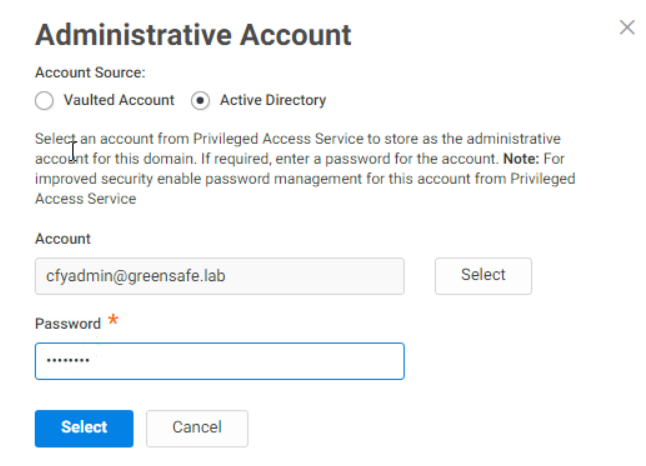 Administrative Account
Account Source:
Vaulted Account Active Directory
Select an account from Privileged Access Service to store as the administrative
account for this domain. If required, enter a password for the account. Note: For
improved security enable password management for this account from Privileged
Access Service
Account
cfyadmin@greensafe.lab Select
Password *
••••••••
Select Cancel